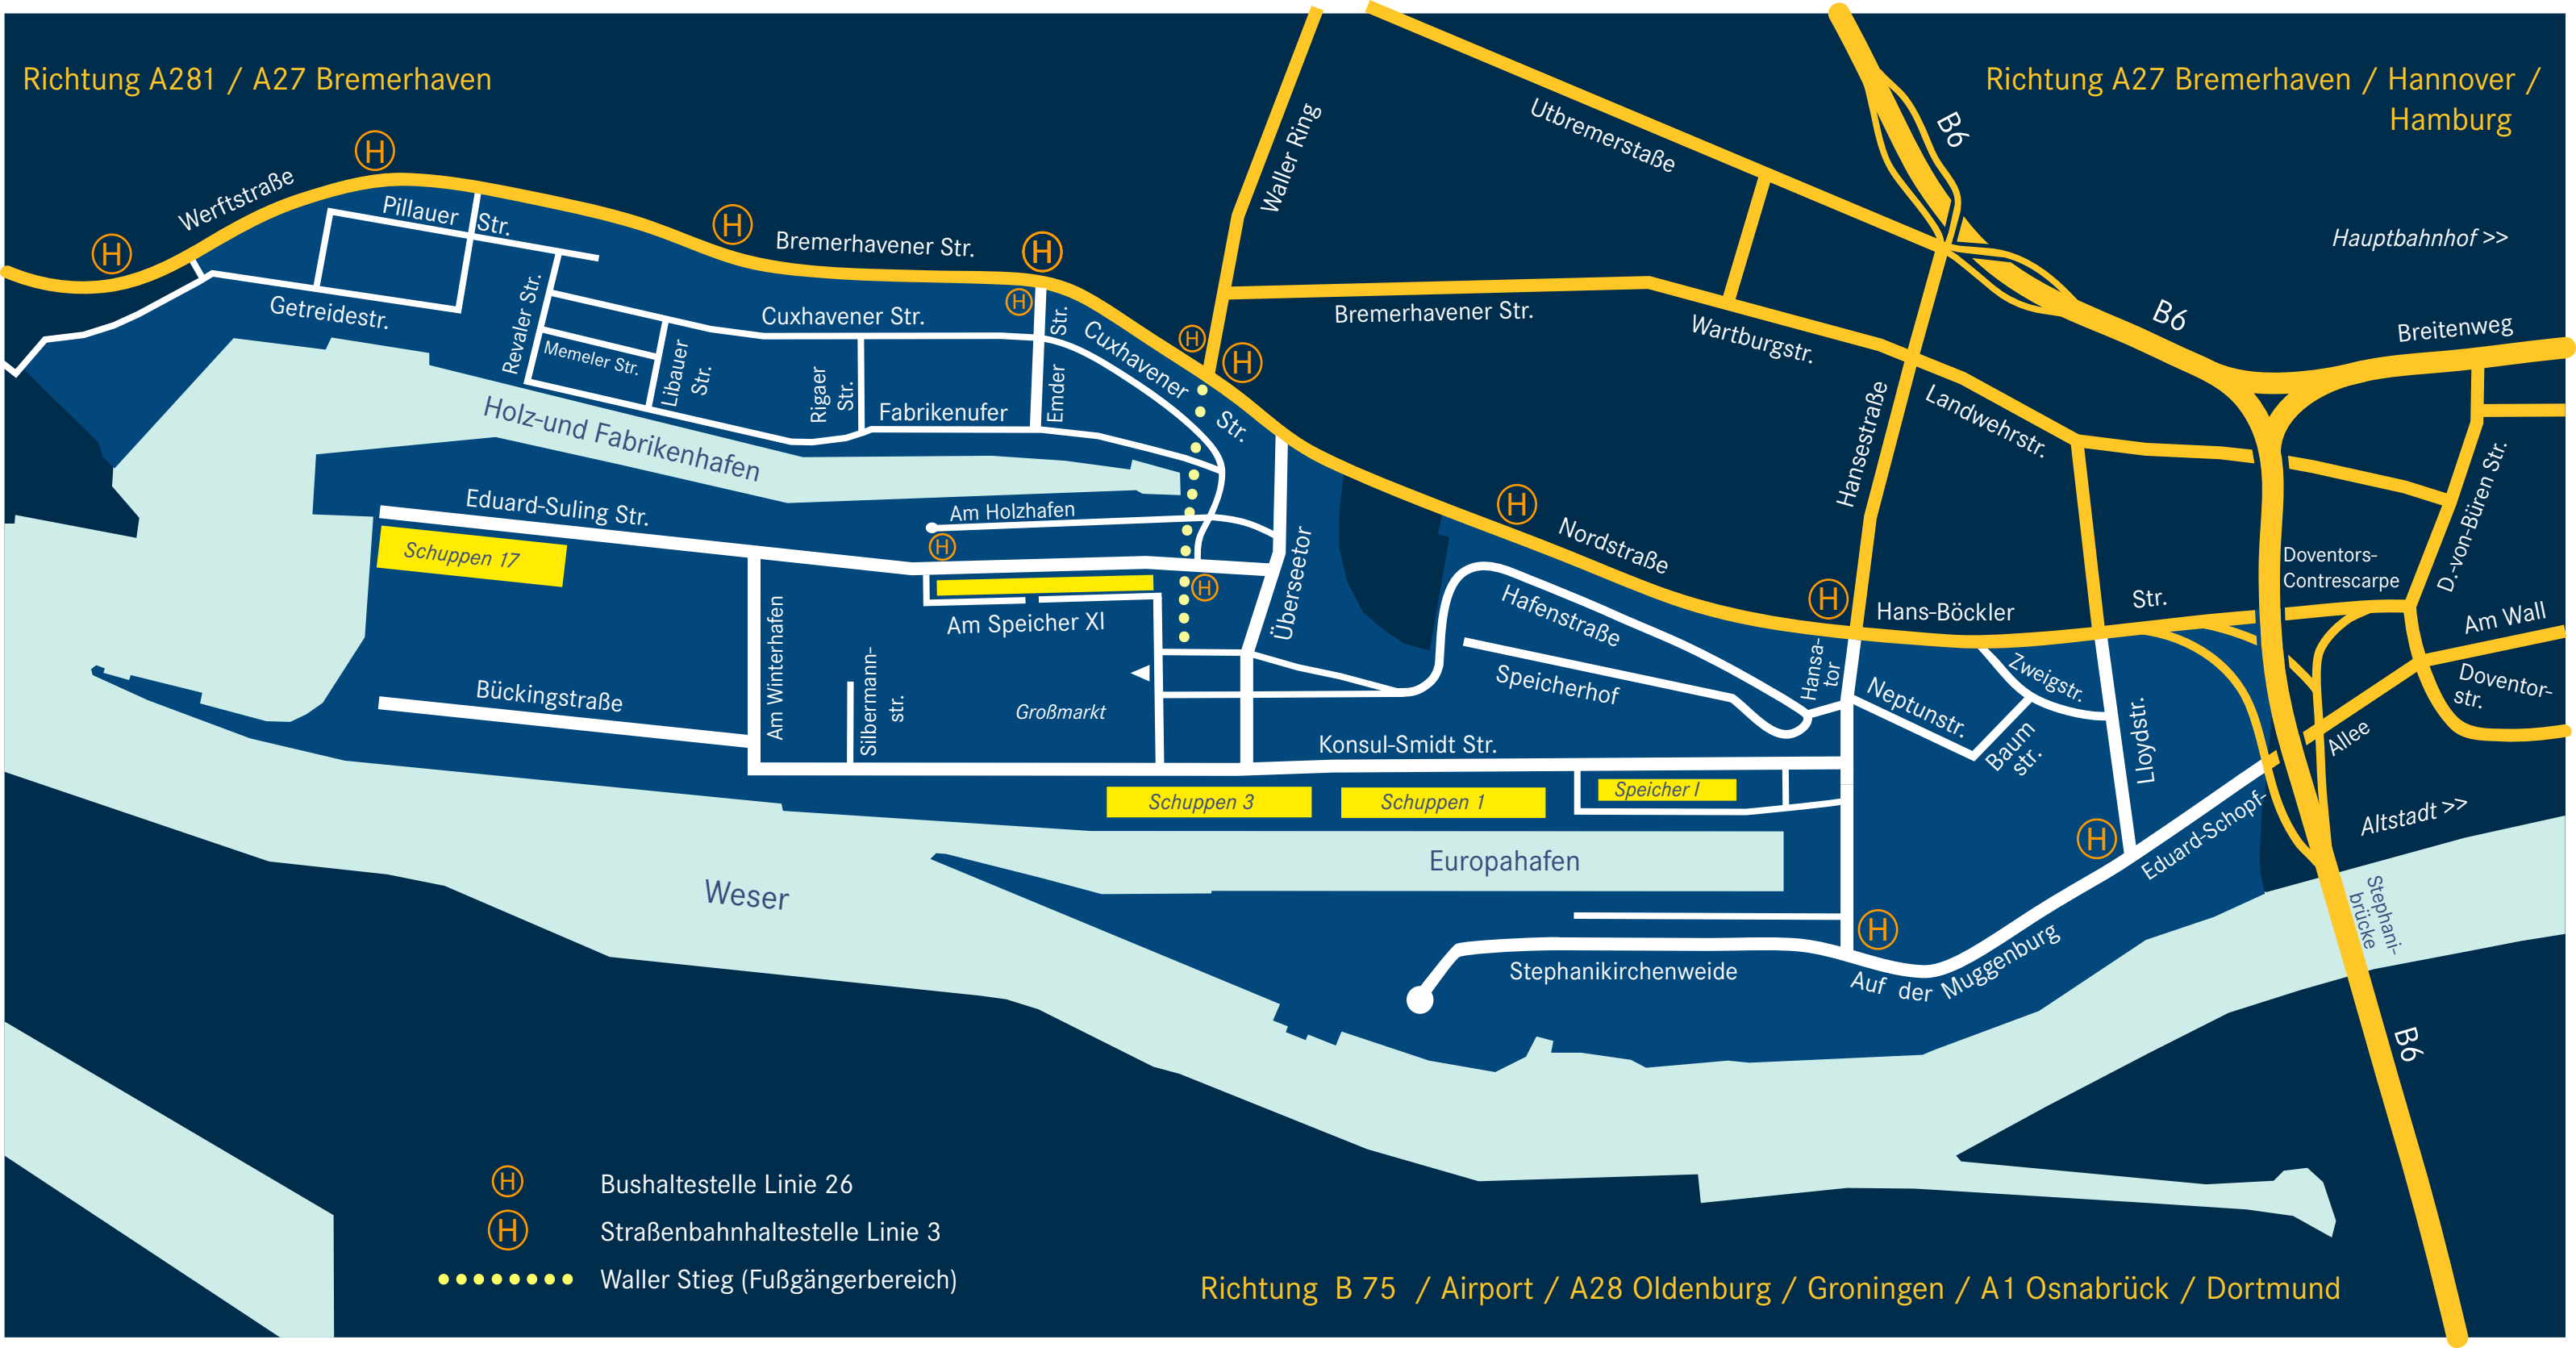 Richtung A281 / A27 Bremerhaven
Richtung A27 Bremerhaven / Hannover /
Hamburg
B6
Utbremerstaße
Waller Ring
H
Werftstraße
H
Pillauer Str.
H
Bremerhavener Str.
H
Hauptbahnhof >>
Getreidestr.
Revaler Str.
Memeler Str.
Libauer
Str.
Cuxhavener Str.
H
Str.
Emder
Cuxhavener
Str.
H
H
Bremerhavener Str.
Wartburgstr.
B6
Breitenweg
Rigaer
Str.
Fabrikenufer
Holz-und Fabrikenhafen
Hansestraße
Landwehrstr.
D.-von-Büren Str.
Eduard-Suling Str.
Schuppen 17
Am Holzhafen
H
H
Überseetor
H
Nordstraße
Doventors-
Contrescarpe
Am Speicher XI
Hafenstraße
H
Hans-Böckler
Str.
Am Wall
Am Winterhafen
Silbermann-
str.
Speicherhof
Hansa-
tor
Zweigstr.
Doventor-
str.
Bückingstraße
Großmarkt
Neptunstr.
Baum
str.
Lloydstr.
Allee
Konsul-Smidt Str.
Schuppen 3
Schuppen 1
Speicher I
Altstadt >>
H
Eduard-Schopf-
Europahafen
Weser
Stephani-
brücke
H
Stephanikirchenweide
Auf der Muggenburg
B6
H
Bushaltestelle Linie 26
H
Straßenbahnhaltestelle Linie 3
Waller Stieg (Fußgängerbereich)
Richtung B 75 / Airport / A28 Oldenburg / Groningen / A1 Osnabrück / Dortmund